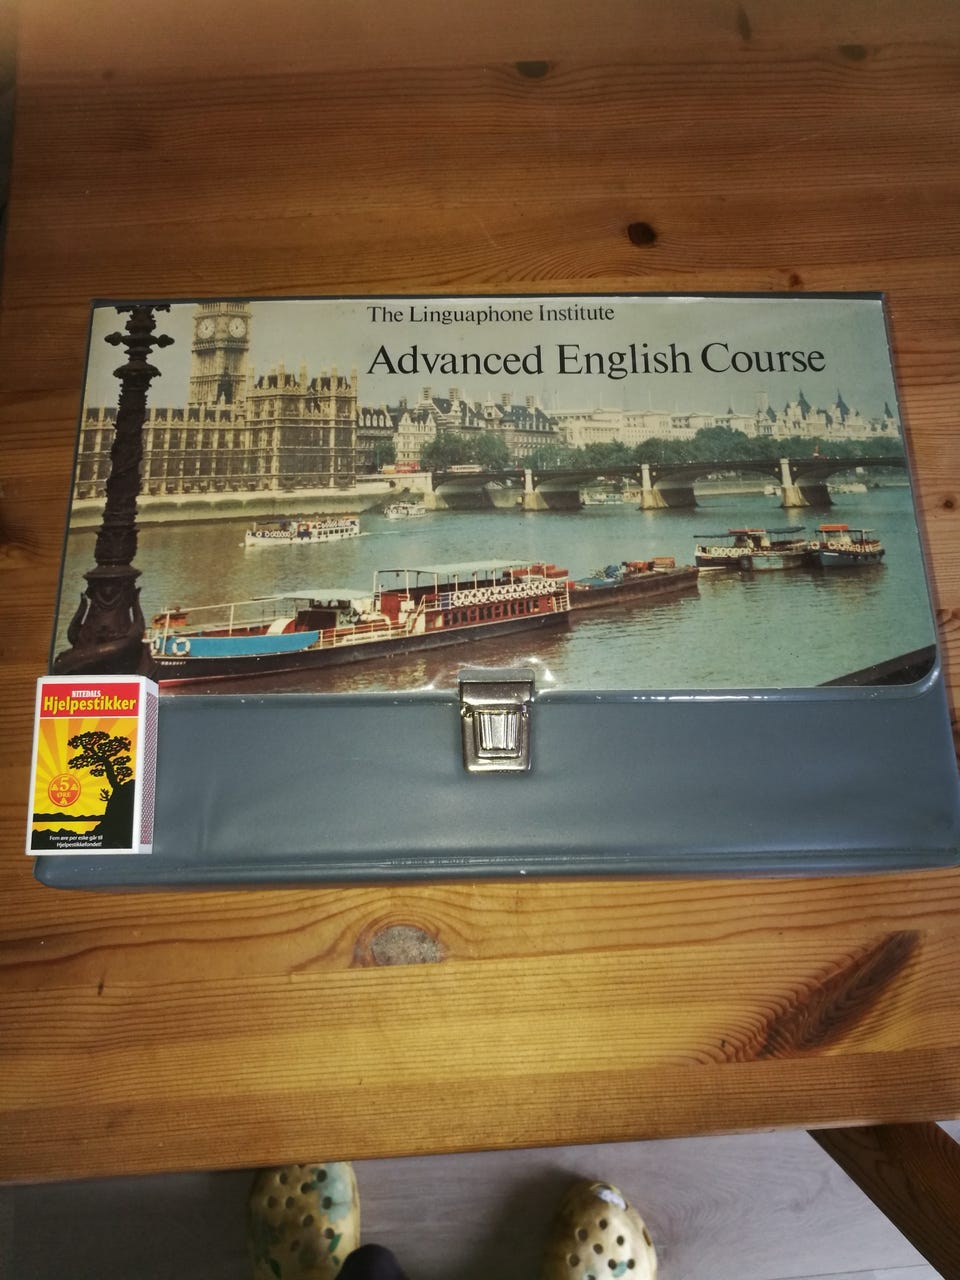 The Linguaphone Institute
Advanced English Course
NITEDALS
Hjelpestikker
5
ØRE
Fem øre per eske går til
Hjelpestikkefondet!